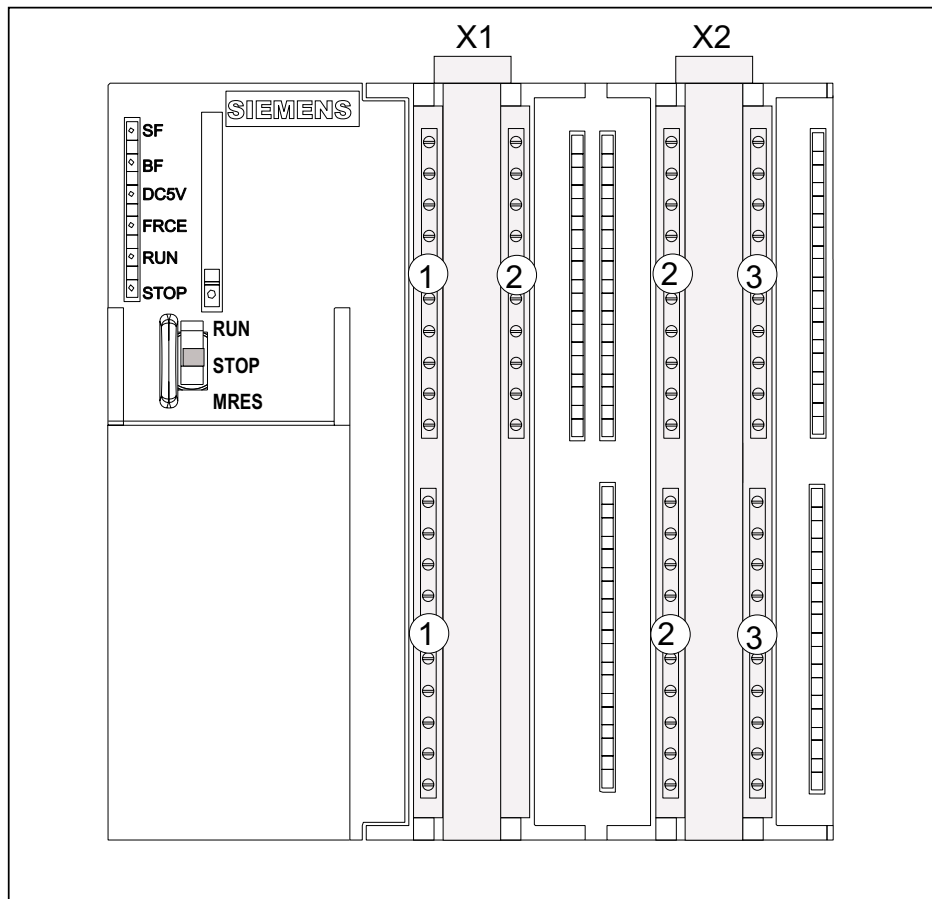 X1 X2
SIEMENS
SF
BF
DC5V
FRCE
RUN
STOP
RUN
STOP
MRES
1 2 2 3
1 2 3